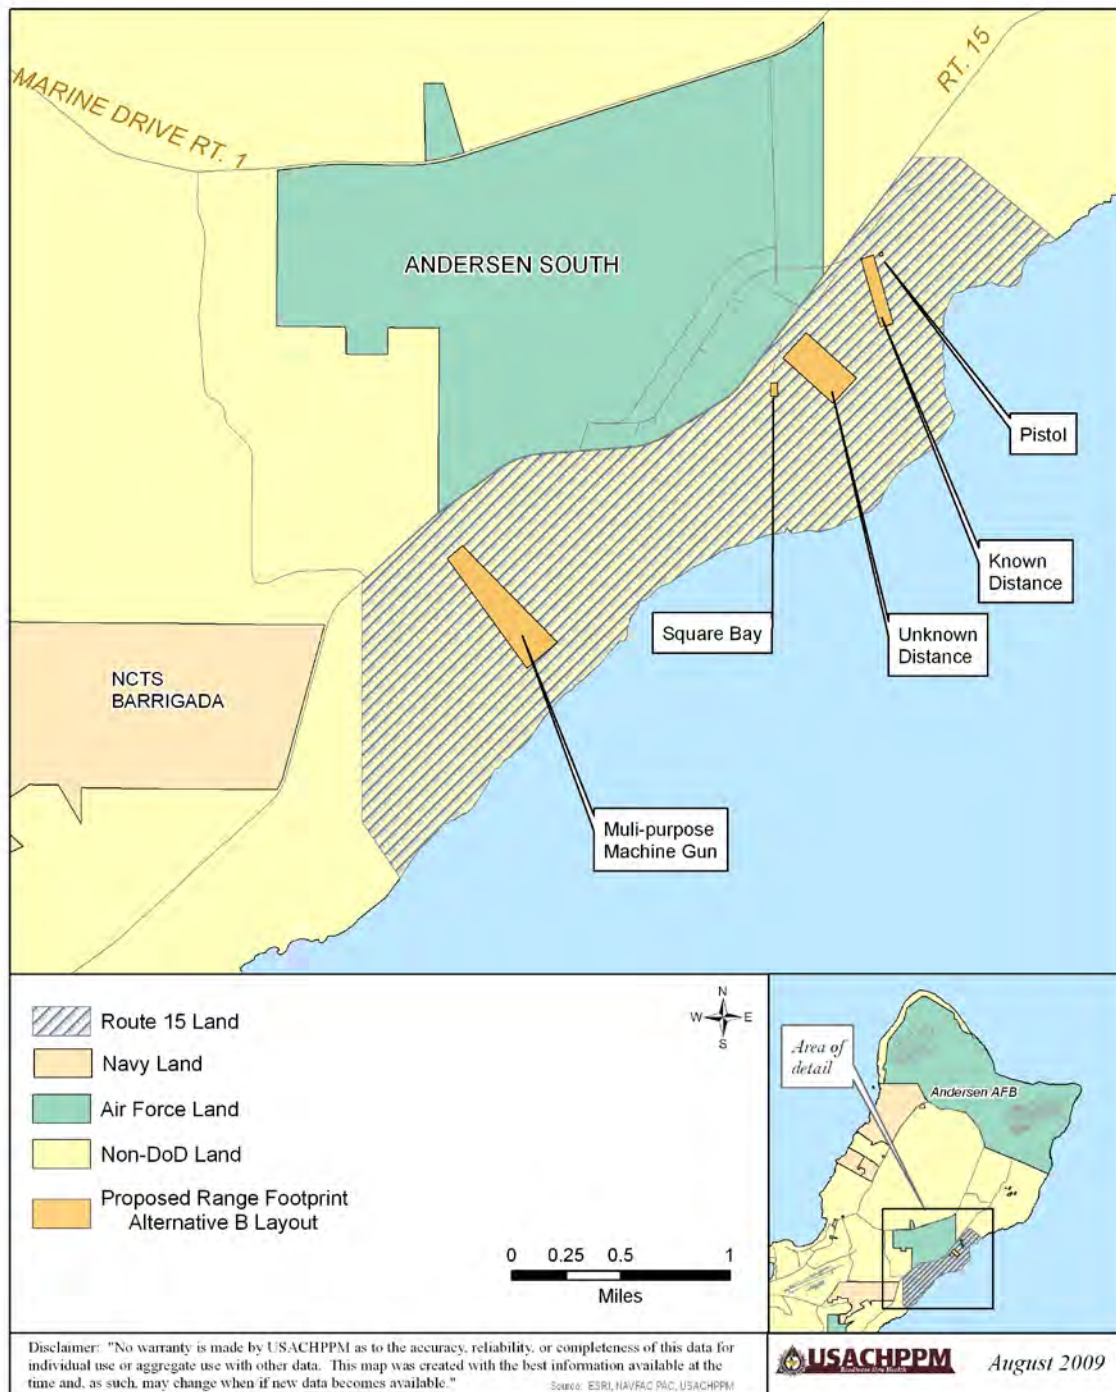 MARINE DRIVE RT. 1
RT. 15
ANDERSEN SOUTH
Pistol
Known
Distance
Square Bay
Unknown
Distance
NCTS
BARRIGADA
Muli-purpose
Machine Gun
Route 15 Land
Navy Land
Air Force Land
Non-DoD Land
Proposed Range Footprint
Alternative B Layout
N
W E
S
0 0.25 0.5 1
Miles
Area of
detail
Andersen AFB
Disclaimer: "No warranty is made by USACHPPM as to the accuracy, reliability, or completeness of this data for
individual use or aggregate use with other data. This map was created with the best information available at the
time and, as such, may change when/if new data becomes available."
Source: ESRI, NAVFAC PAC, USACHPPM
USACHPPM
Readiness thru Health
August 2009